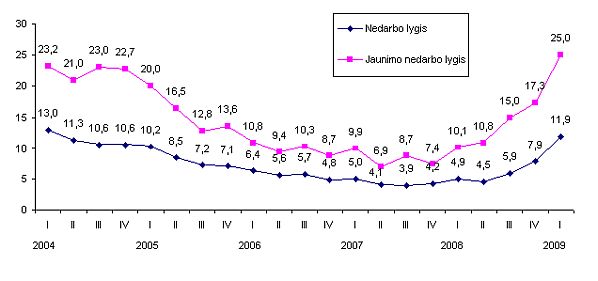 Nedarbo lygis
Jaunimo nedarbo lygis
30
25
20
15
10
5
0
23,2 21,0 23,0 22,7 20,0 16,5 12,8 13,6 10,8 9,4 10,3 8,7 9,9 6,9 8,7 7,4 10,1 10,8 15,0 17,3 25,0
13,0 11,3 10,6 10,6 10,2 8,5 7,2 7,1 6,4 5,6 5,7 4,8 5,0 4,1 3,9 4,2 4,9 4,5 5,9 7,9 11,9
I II III IV I II III IV I II III IV I II III IV I II III IV I
2004 2005 2006 2007 2008 2009